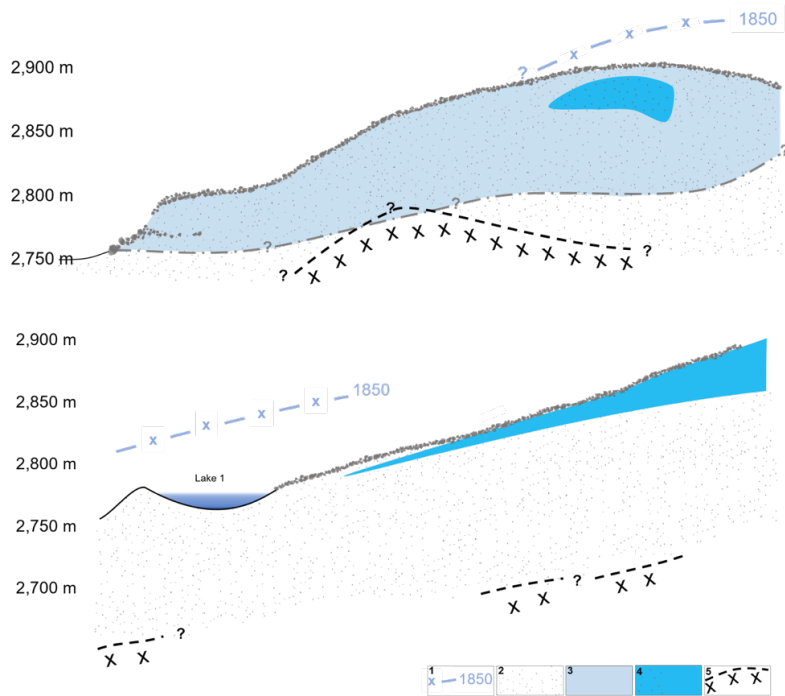 1850
2,900 m
2,850 m
2,800 m
2,750 m
x x x
?
?
?
?
?
?
?
X X X X X X X X X X X X X
2,900 m
2,850 m
2,800 m
2,750 m
2,700 m
1850
x x x x
Lake 1
?
X X X X
?
X X
1 2 3 4 5
x 1850 X X X